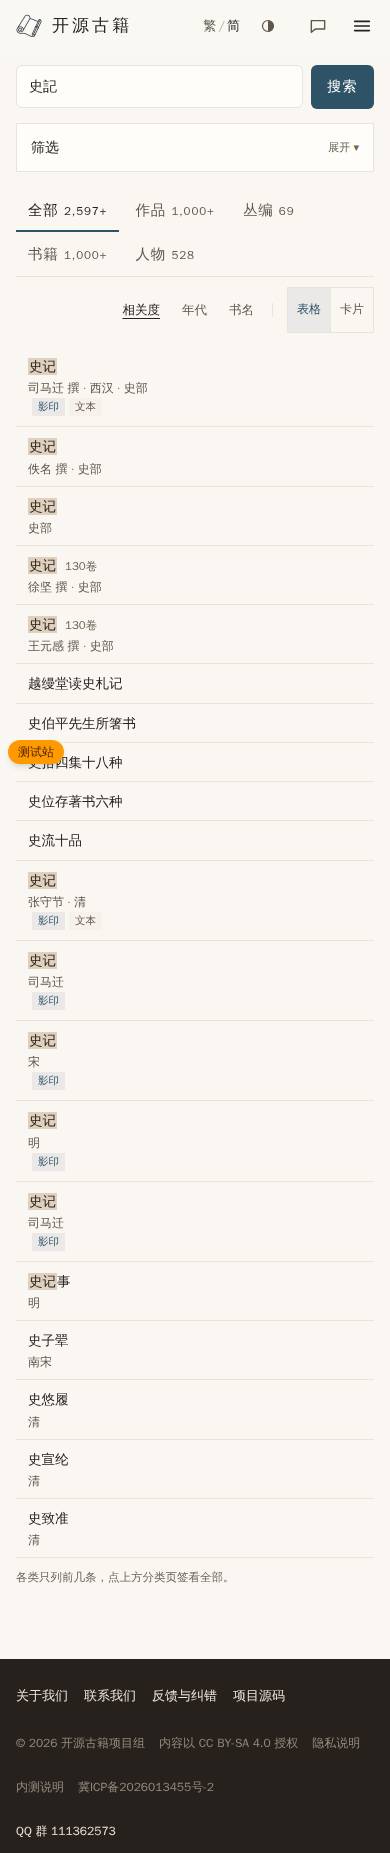 开源古籍 繁/简
史記 搜索
筛选 展开 ▾
全部 2,597+ 作品 1,000+ 丛编 69
书籍 1,000+ 人物 528
相关度 年代 书名 表格 卡片
史记
司马迁 撰 · 西汉 · 史部
影印 文本
史记
佚名 撰 · 史部
史记
史部
史记 130卷
徐坚 撰 · 史部
史记 130卷
王元感 撰 · 史部
越缦堂读史札记
史伯平先生所箸书
测试站
四集十八种
史位存著书六种
史流十品
史记
张守节 · 清
影印 文本
史记
司马迁
影印
史记
宋
影印
史记
明
影印
史记
司马迁
影印
史记事
明
史子翚
南宋
史悠履
清
史宣纶
清
史致准
清
各类只列前几条，点上方分类页签看全部。
关于我们 联系我们 反馈与纠错 项目源码
© 2026 开源古籍项目组 内容以 CC BY-SA 4.0 授权 隐私说明
内测说明 冀ICP备2026013455号-2
QQ 群 111362573